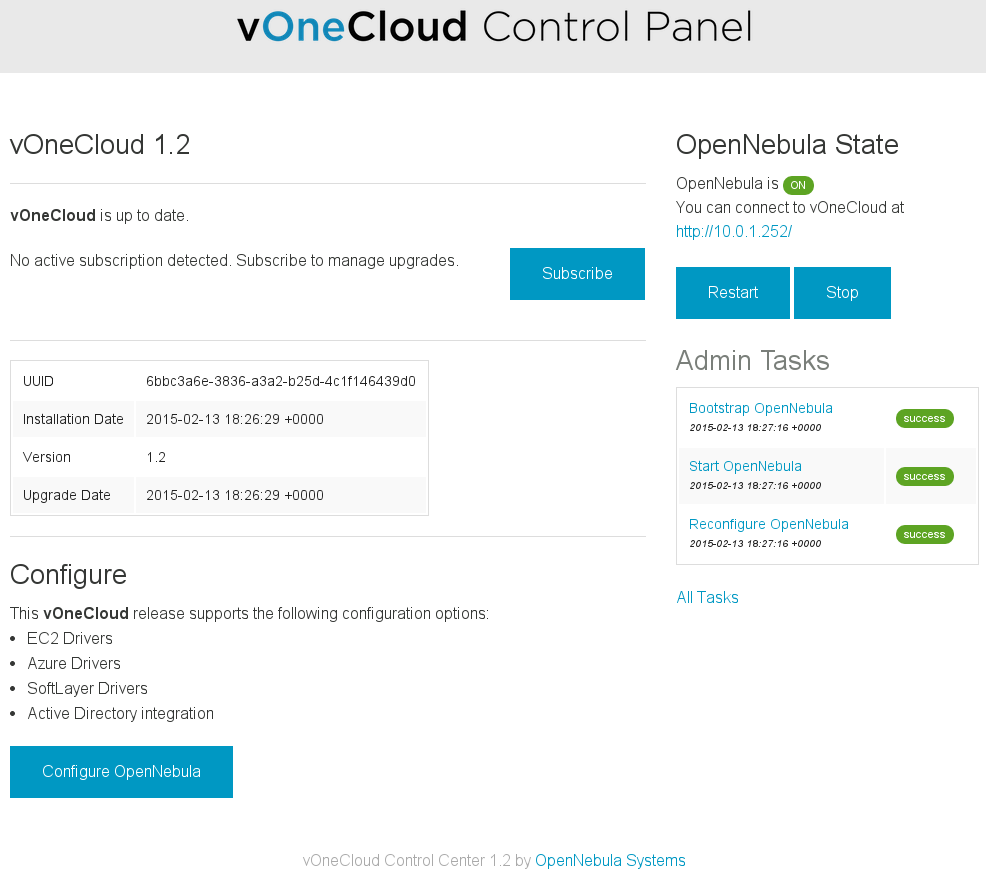 vOneCloud Control Panel
vOneCloud 1.2
vOneCloud is up to date.
No active subscription detected. Subscribe to manage upgrades.
Subscribe
UUID 6bbc3a6e-3836-a3a2-b25d-4c1f146439d0
Installation Date 2015-02-13 18:26:29 +0000
Version 1.2
Upgrade Date 2015-02-13 18:26:29 +0000
Configure
This vOneCloud release supports the following configuration options:
• EC2 Drivers
• Azure Drivers
• SoftLayer Drivers
• Active Directory integration
Configure OpenNebula
OpenNebula State
OpenNebula is ON
You can connect to vOneCloud at
http://10.0.1.252/
Restart Stop
Admin Tasks
Bootstrap OpenNebula success
2015-02-13 18:27:16 +0000
Start OpenNebula success
2015-02-13 18:27:16 +0000
Reconfigure OpenNebula success
2015-02-13 18:27:16 +0000
All Tasks
vOneCloud Control Center 1.2 by OpenNebula Systems